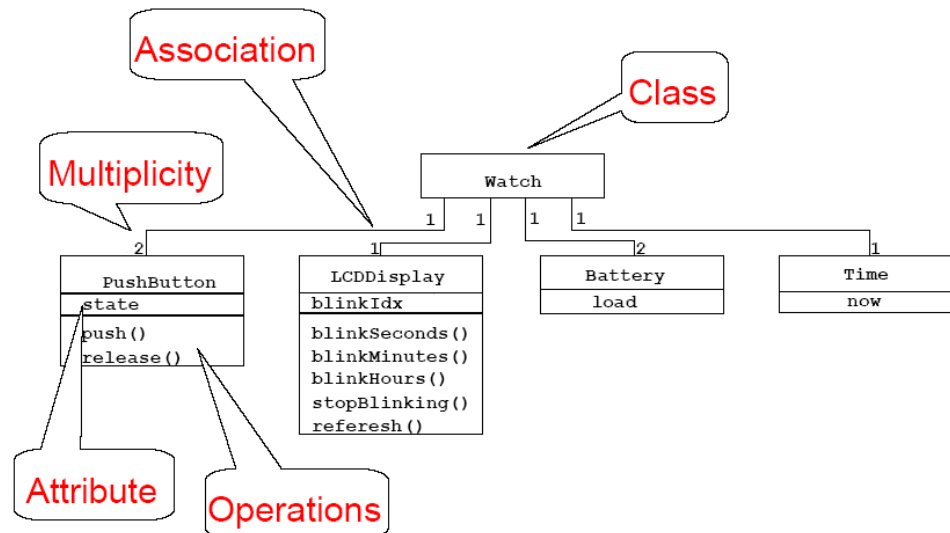 Association
Class
Multiplicity
Watch
1
1
1
1
2
1
2
1
PushButton
state
push()
release()
LCDDisplay
blinkIdx
blinkSeconds()
blinkMinutes()
blinkHours()
stopBlinking()
referesh()
Battery
load
Time
now
Attribute
Operations